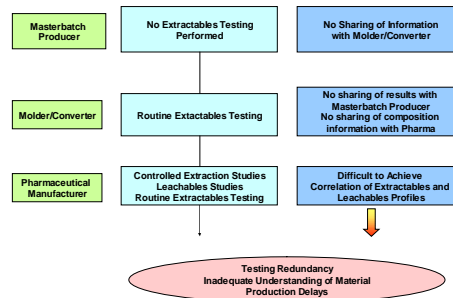 Masterbatch
Producer
No Extractables Testing
Performed
No Sharing of Information
with Molder/Converter
Molder/Converter
Routine Exactables Testing
No sharing of results with
Masterbatch Producer
No sharing of composition
information with Pharma
Pharmaceutical
Manufacturer
Controlled Extraction Studies
Leachables Studies
Routine Extractables Testing
Difficult to Achieve
Correlation of Extractables and
Leachables Profiles
Testing Redundancy
Inadequate Understanding of Material
Production Delays